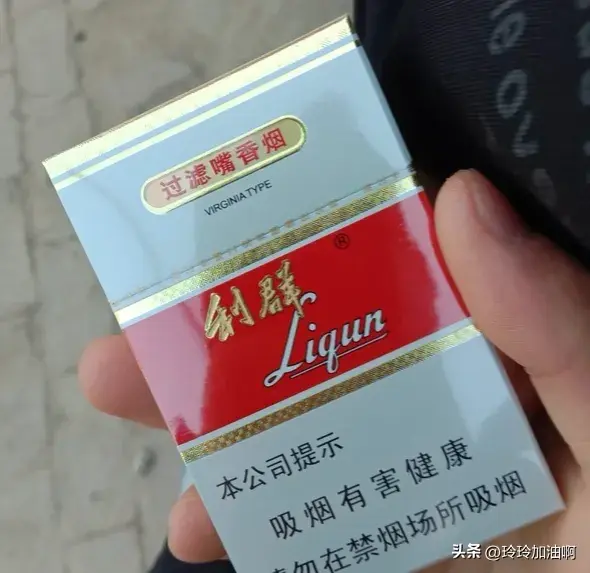 过滤嘴香烟
VIRGINIA TYPE
利群®
Liqun
本公司提示
吸烟有害健康
请勿在禁烟场所吸烟
头条 @玲玲加油啊